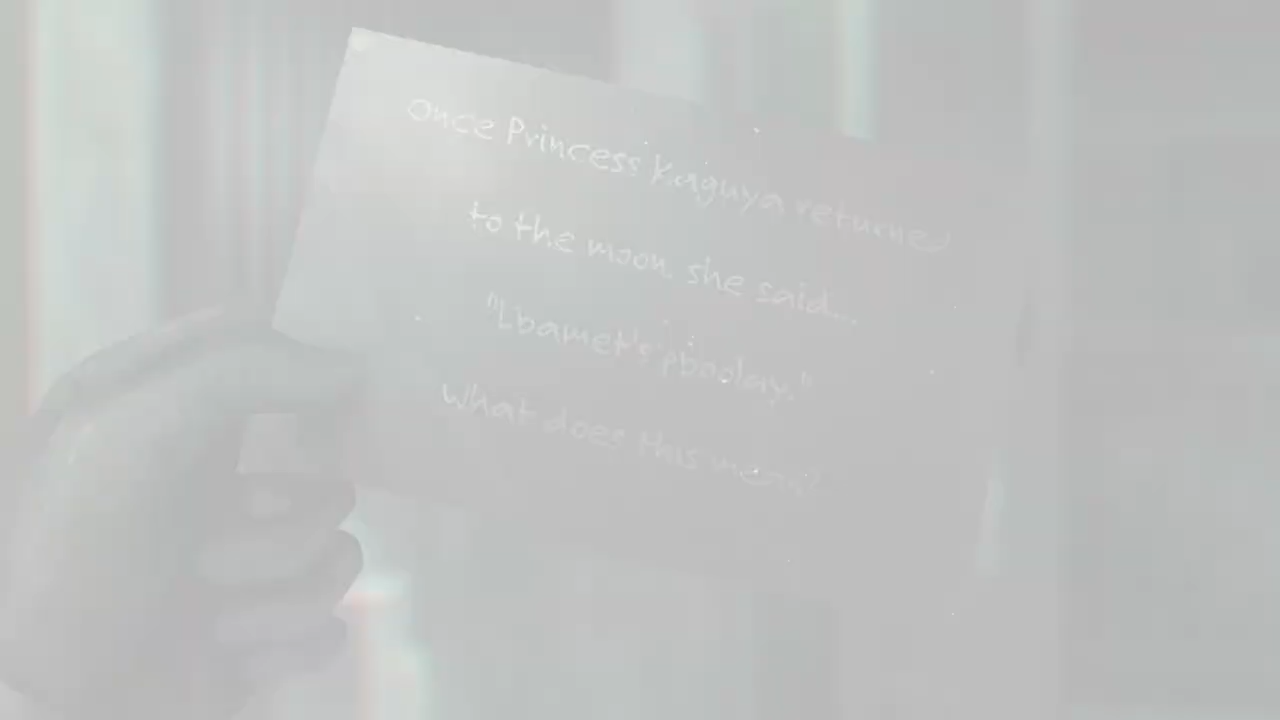 Once Princess Kaguya returned
to the moon, she said...
"Lbamet's pboolay."
What does this mean?